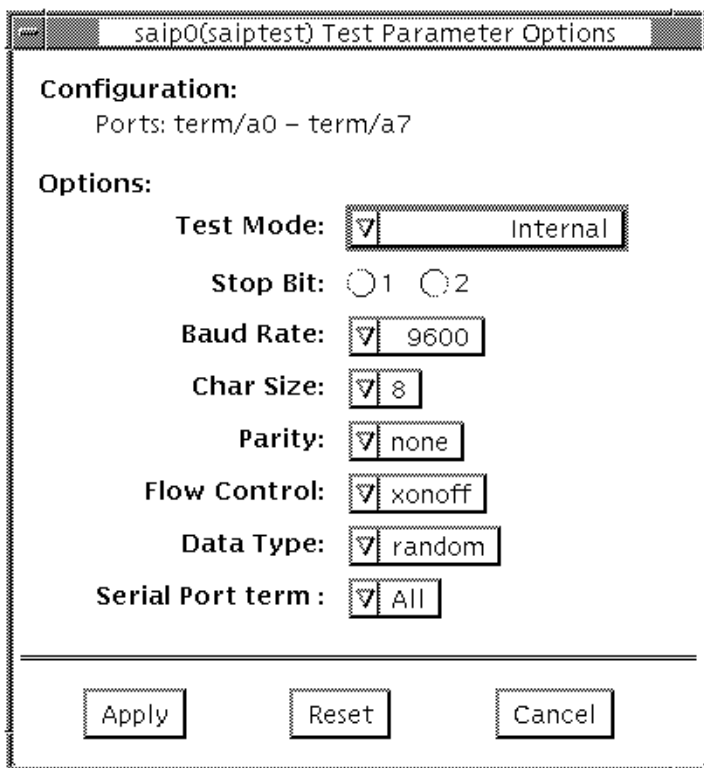 saip0(saiptest) Test Parameter Options
Configuration:
Ports: term/a0 – term/a7
Options:
Test Mode: Internal
Stop Bit: 1 2
Baud Rate: 9600
Char Size: 8
Parity: none
Flow Control: xonoff
Data Type: random
Serial Port term : All
Apply Reset Cancel